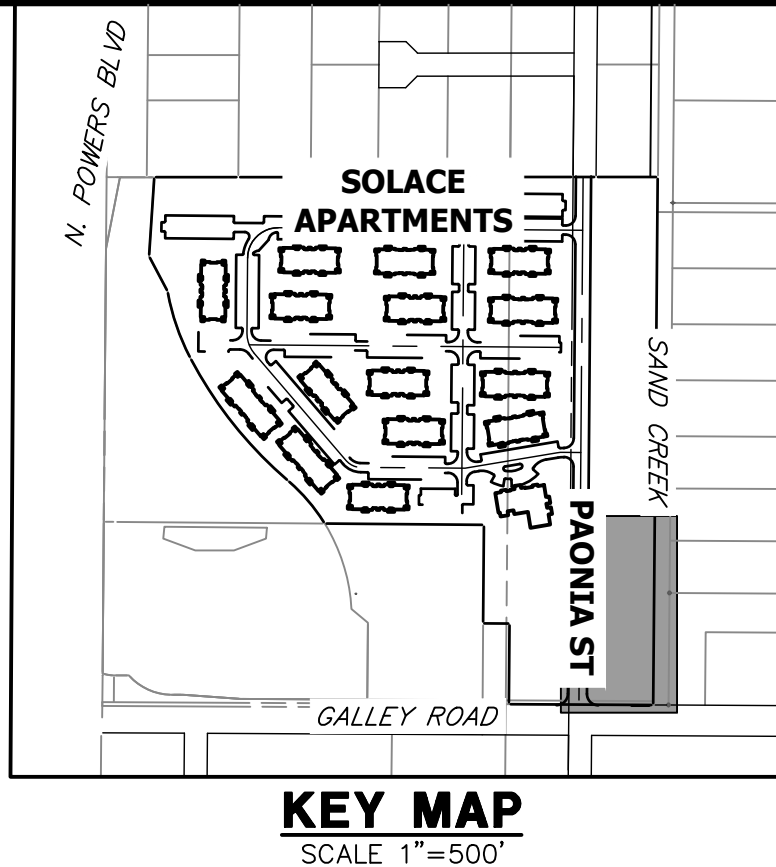 N. POWERS BLVD
SOLACE
APARTMENTS
SAND CREEK
PAONIA ST
GALLEY ROAD
KEY MAP
SCALE 1"=500'